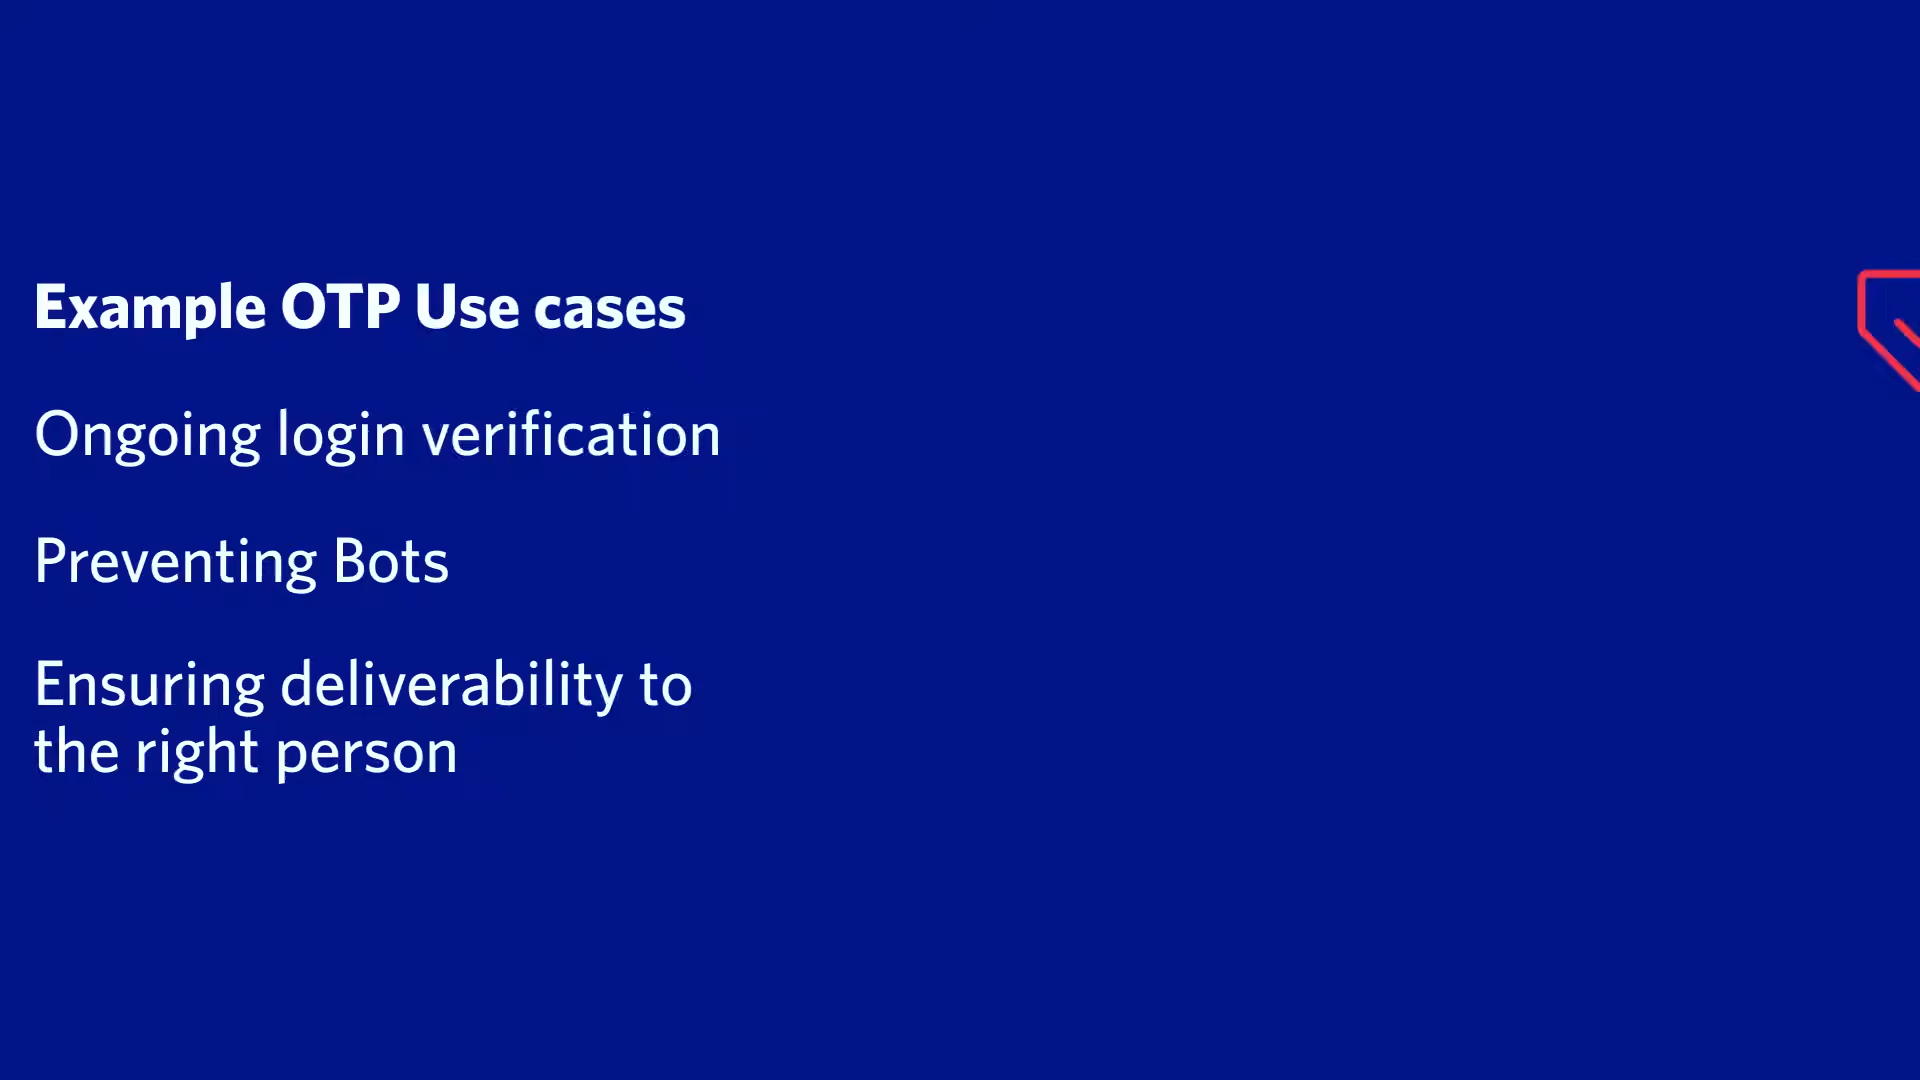 Example OTP Use cases
Ongoing login verification
Preventing Bots
Ensuring deliverability to
the right person